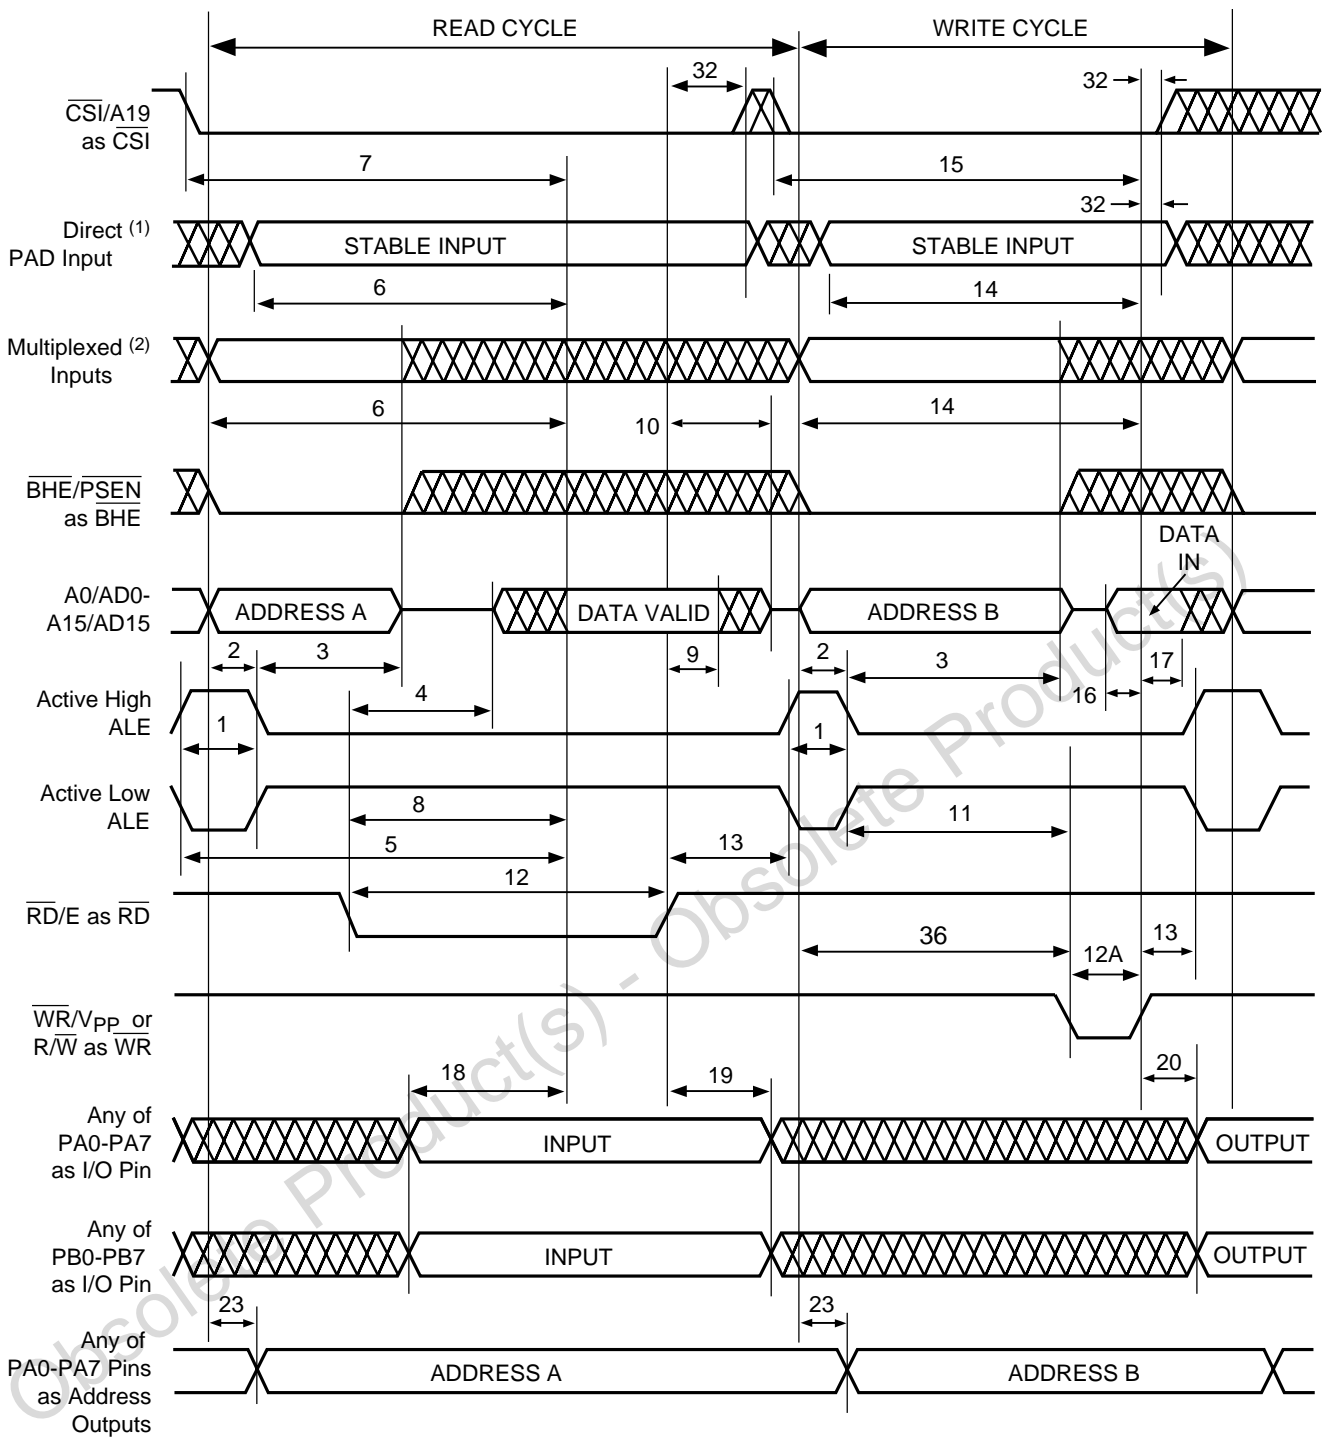 READ CYCLE
WRITE CYCLE
32
32
CSI/A19
as CSI
7
15
32
Direct (1)
PAD Input
STABLE INPUT
STABLE INPUT
6
14
Multiplexed (2)
Inputs
6
10
14
BHE/PSEN
as BHE
DATA
IN
A0/AD0-
A15/AD15
ADDRESS A
DATA VALID
ADDRESS B
2
3
9
2
3
17
4
16
Active High
ALE
1
1
Active Low
ALE
8
11
5
13
12
RD/E as RD
36
13
12A
WR/VPP or
R/W as WR
18
19
20
Any of
PA0-PA7
as I/O Pin
INPUT
OUTPUT
Any of
PB0-PB7
as I/O Pin
INPUT
OUTPUT
23
23
Any of
PA0-PA7 Pins
as Address
Outputs
ADDRESS A
ADDRESS B
Obsolete Product(s) - Obsolete Product(s)